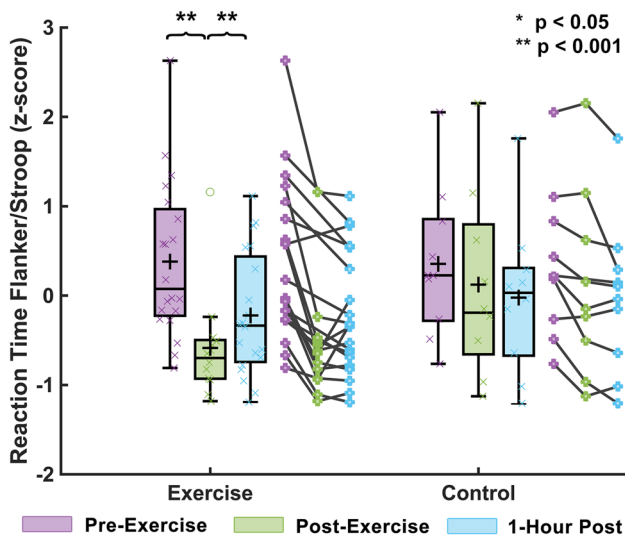 3
2
1
0
-1
-2
Reaction Time Flanker/Stroop (z-score)
** **
* p < 0.05
** p < 0.001
Exercise Control
Pre-Exercise Post-Exercise 1-Hour Post